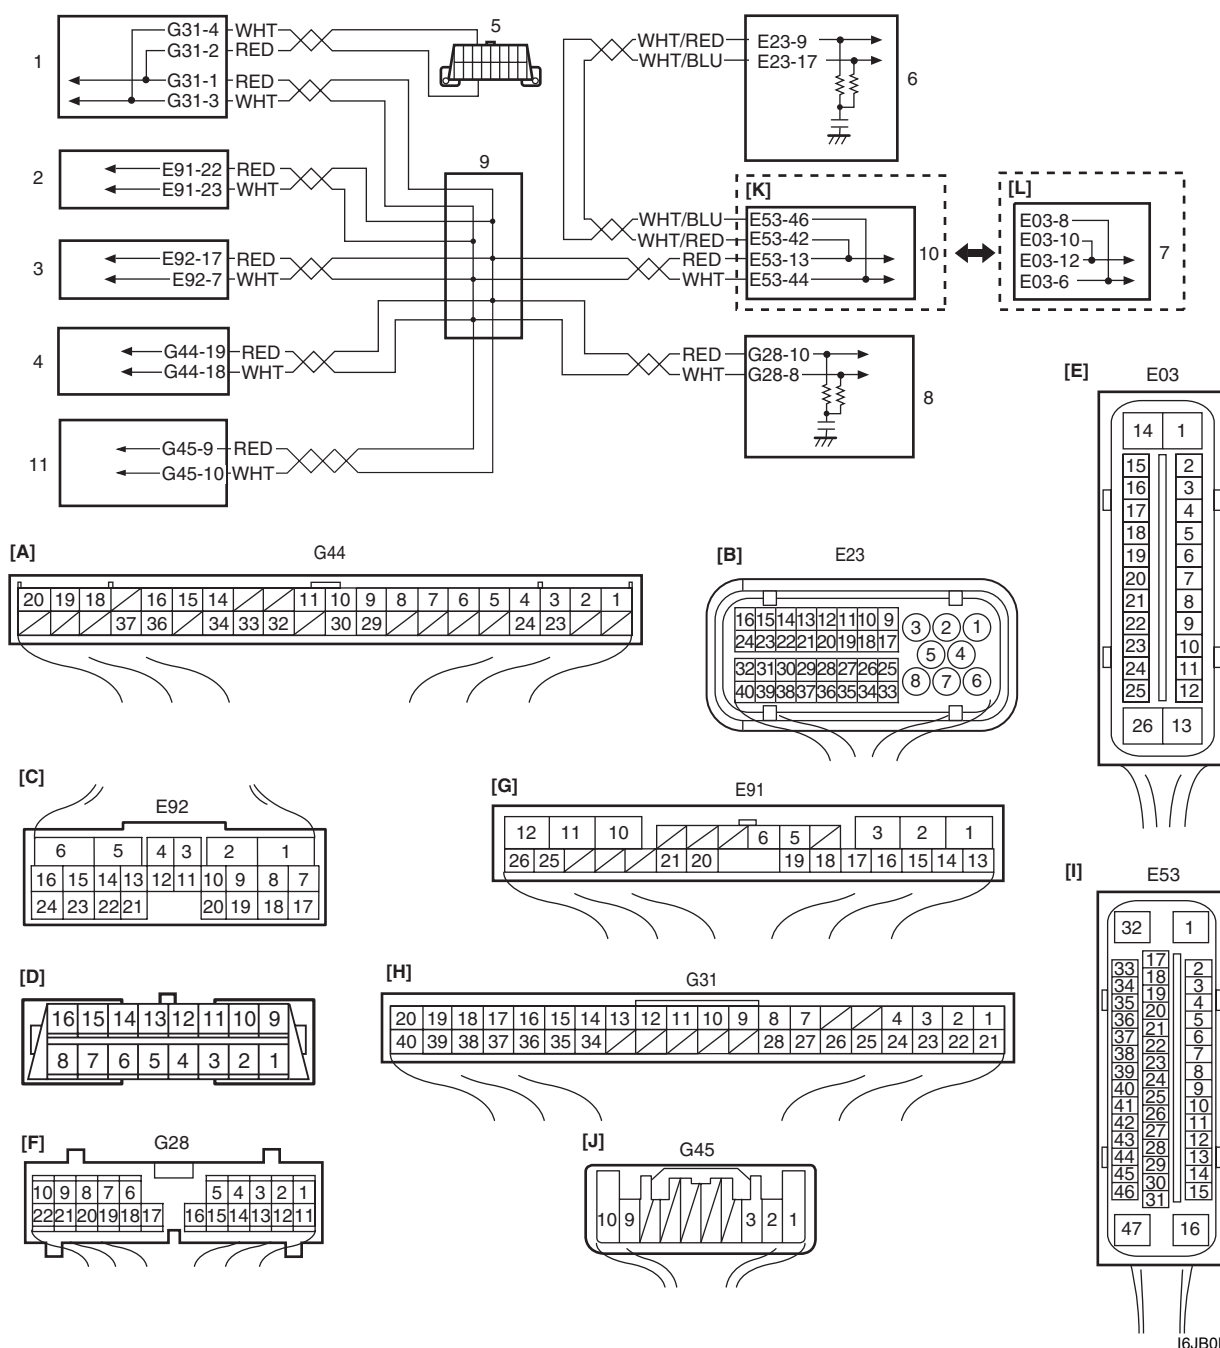 1
G31-4 WHT
G31-2 RED
G31-1 RED
G31-3 WHT
5
WHT/RED E23-9
WHT/BLU E23-17
6
2
E91-22 RED
E91-23 WHT
9
3
E92-17 RED
E92-7 WHT
[K]
WHT/BLU E53-46
WHT/RED E53-42
RED E53-13
WHT E53-44
10
[L]
E03-8
E03-10
E03-12
E03-6
7
4
G44-19 RED
G44-18 WHT
RED G28-10
WHT G28-8
8
11
G45-9 RED
G45-10 WHT
[E] E03
14 1
15 2
16 3
17 4
18 5
19 6
20 7
21 8
22 9
23 10
24 11
25 12
26 13
[A] G44
20 19 18 16 15 14 11 10 9 8 7 6 5 4 3 2 1
37 36 34 33 32 30 29 24 23
[B] E23
16 15 14 13 12 11 10 9
24 23 22 21 20 19 18 17
32 31 30 29 28 27 26 25
40 39 38 37 36 35 34 33
3 2 1
5 4
8 7 6
[C] E92
6 5 4 3 2 1
16 15 14 13 12 11 10 9 8 7
24 23 22 21 20 19 18 17
[G] E91
12 11 10 6 5 3 2 1
26 25 21 20 19 18 17 16 15 14 13
[D]
16 15 14 13 12 11 10 9
8 7 6 5 4 3 2 1
[H] G31
20 19 18 17 16 15 14 13 12 11 10 9 8 7 4 3 2 1
40 39 38 37 36 35 34 28 27 26 25 24 23 22 21
[I] E53
32 1
33 34 35 36 37 38 39 40 41 42 43 44 45 46
17 18 19 20 21 22 23 24 25 26 27 28 29 30 31
2 3 4 5 6 7 8 9 10 11 12 13 14 15
47 16
[F] G28
10 9 8 7 6 5 4 3 2 1
22 21 20 19 18 17 16 15 14 13 12 11
[J] G45
10 9 3 2 1